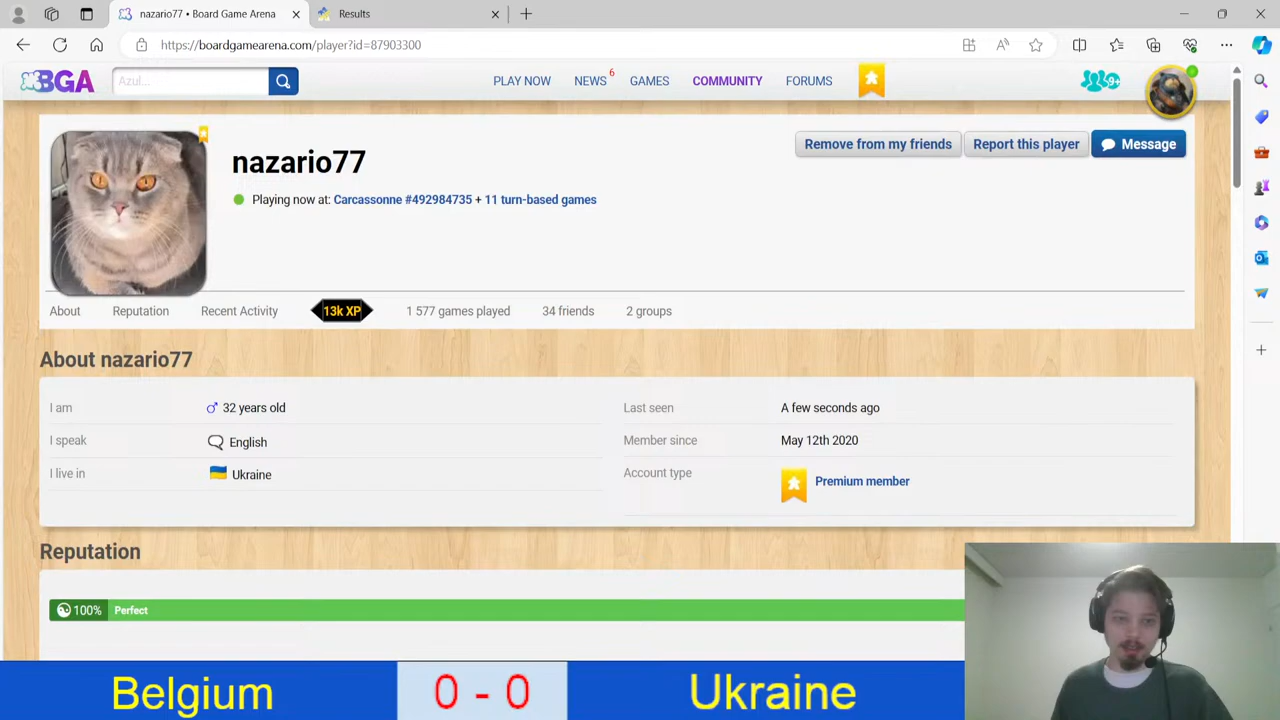 nazario77 • Board Game Arena
Results
https://boardgamearena.com/player?id=87903300
BGA
Azul...
PLAY NOW
NEWS 6
GAMES
COMMUNITY
FORUMS
9+
nazario77
Remove from my friends
Report this player
Message
Playing now at: Carcassonne #492984735 + 11 turn-based games
About
Reputation
Recent Activity
13k XP
1 577 games played
34 friends
2 groups
About nazario77
I am
32 years old
Last seen
A few seconds ago
I speak
English
Member since
May 12th 2020
I live in
Ukraine
Account type
Premium member
Reputation
100% Perfect
Belgium 0 - 0 Ukraine